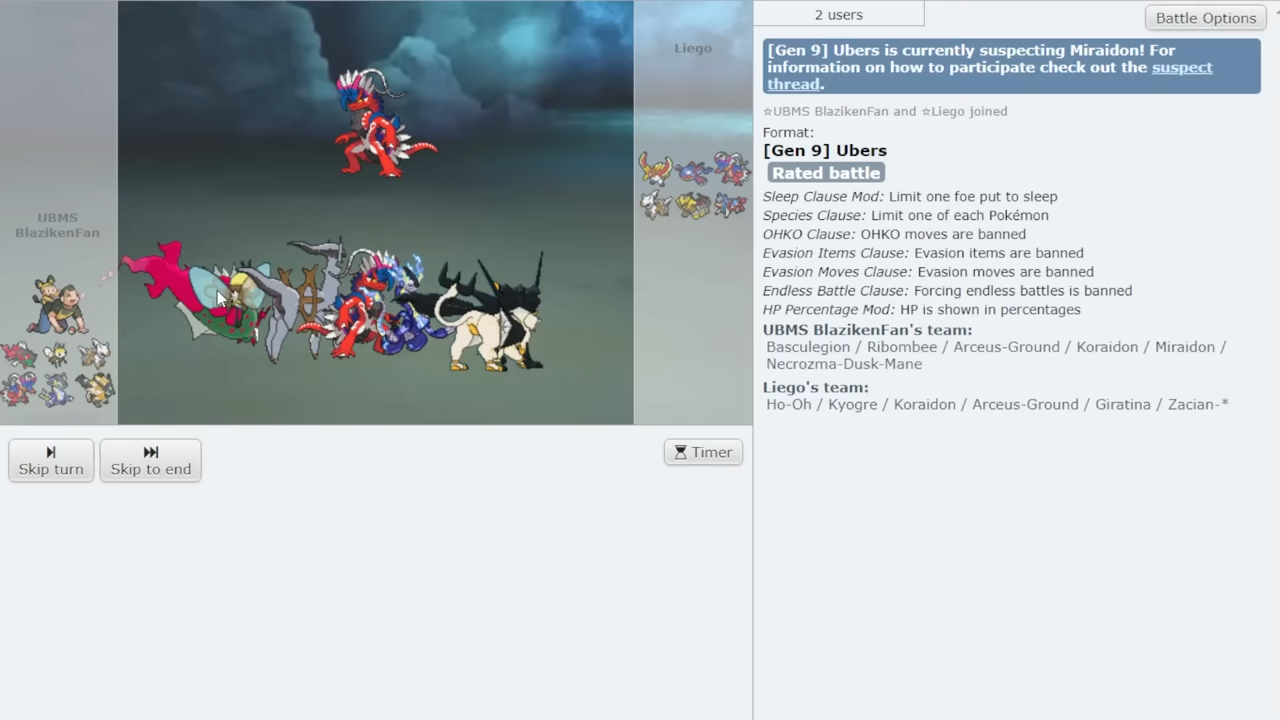 2 users
Battle Options
Liego
UBMS
BlazikenFan
[Gen 9] Ubers is currently suspecting Miraidon! For
information on how to participate check out the suspect
thread.
☆UBMS BlazikenFan and ☆Liego joined
Format:
[Gen 9] Ubers
Rated battle
Sleep Clause Mod: Limit one foe put to sleep
Species Clause: Limit one of each Pokémon
OHKO Clause: OHKO moves are banned
Evasion Items Clause: Evasion items are banned
Evasion Moves Clause: Evasion moves are banned
Endless Battle Clause: Forcing endless battles is banned
HP Percentage Mod: HP is shown in percentages
UBMS BlazikenFan's team:
Basculegion / Ribombee / Arceus-Ground / Koraidon / Miraidon /
Necrozma-Dusk-Mane
Liego's team:
Ho-Oh / Kyogre / Koraidon / Arceus-Ground / Giratina / Zacian-*
Skip turn
Skip to end
Timer